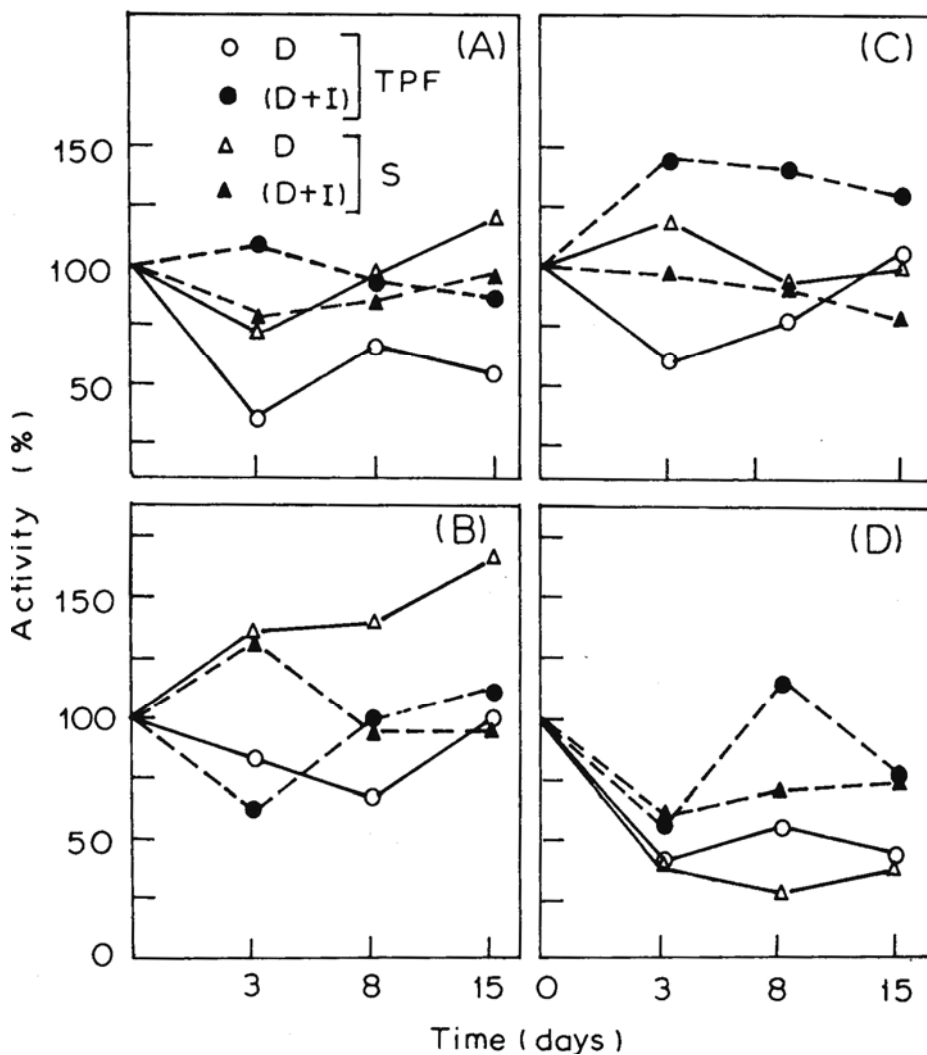 (A)
D
(D+I)
TPF
D
(D+I)
S
150
100
50
(C)
Activity (%)
(B)
150
100
50
0
3 8 15
(D)
0 3 8 15
Time (days)